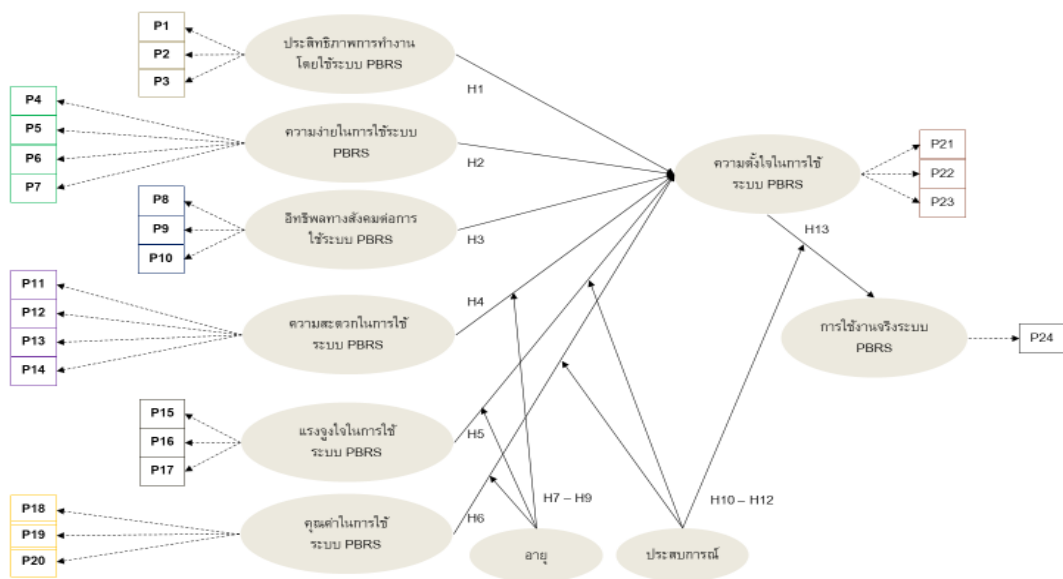 P1
P2
P3
ประสิทธิภาพการทำงาน
โดยใช้ระบบ PBRS
H1
P4
P5
P6
P7
ความง่ายในการใช้ระบบ
PBRS
H2
ความตั้งใจในการใช้
ระบบ PBRS
P21
P22
P23
P8
P9
P10
อิทธิพลทางสังคมต่อการ
ใช้ระบบ PBRS
H3
H13
P11
P12
P13
P14
ความสะดวกในการใช้
ระบบ PBRS
H4
การใช้งานจริงระบบ
PBRS
P24
P15
P16
P17
แรงจูงใจในการใช้
ระบบ PBRS
H5
P18
P19
P20
คุณค่าในการใช้
ระบบ PBRS
H6
H7 – H9
H10 – H12
อายุ
ประสบการณ์